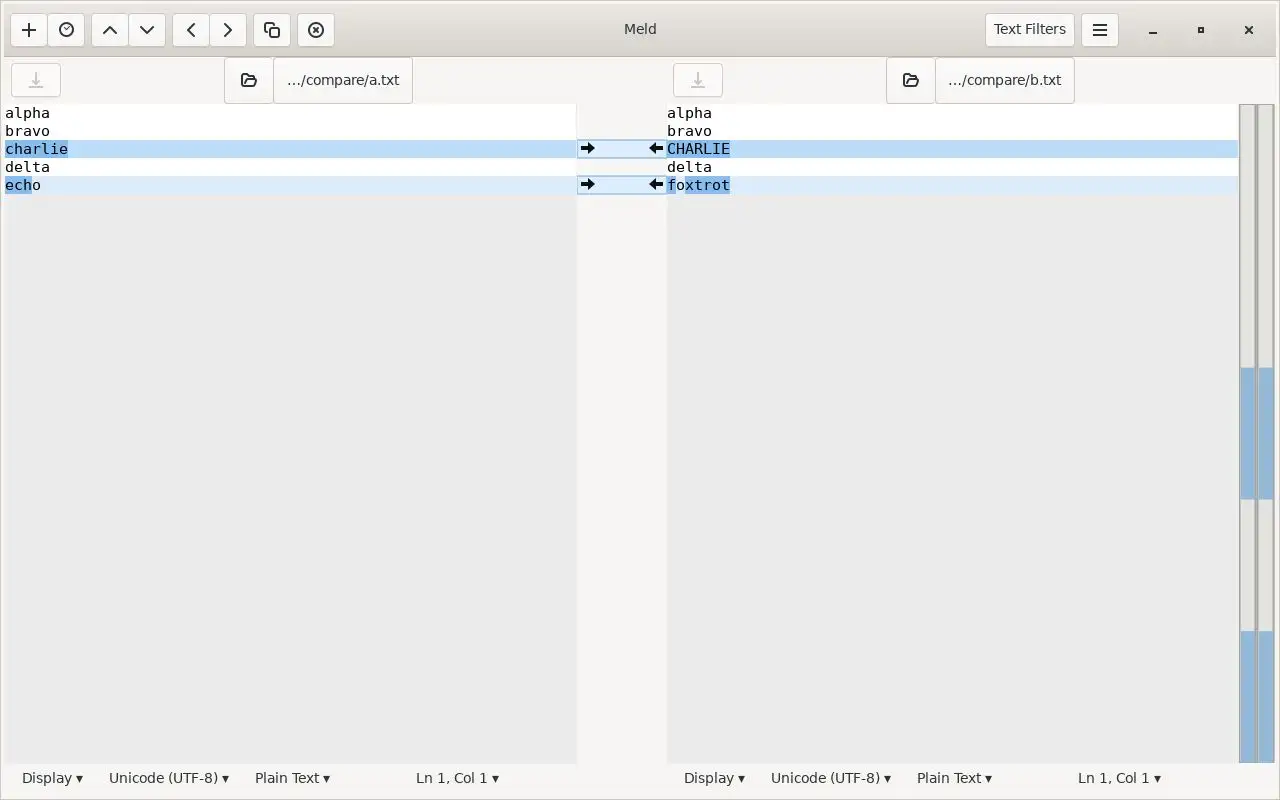 Meld
Text Filters
…/compare/a.txt
…/compare/b.txt
alpha
bravo
charlie
delta
echo
alpha
bravo
CHARLIE
delta
foxtrot
Display ▾ Unicode (UTF-8) ▾ Plain Text ▾ Ln 1, Col 1 ▾
Display ▾ Unicode (UTF-8) ▾ Plain Text ▾ Ln 1, Col 1 ▾